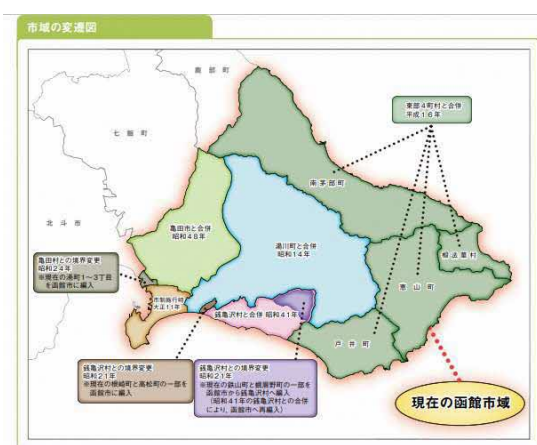 市域の変遷図
鹿部町
七飯町
北斗市
東部4町村と合併
平成16年
南茅部町
亀田市と合併
昭和48年
湯川町と合併
昭和14年
椴法華村
恵山町
戸井町
亀田村との境界変更
昭和24年
※現在の湊町1～3丁目
を函館市に編入
市制施行時
大正11年
銭亀沢村と合併 昭和41年
銭亀沢村との境界変更
昭和21年
※現在の根崎町と高松町の一部を
函館市に編入
銭亀沢村との境界変更
昭和21年
※現在の鉄山町と蛾眉野町の一部を
函館市から銭亀沢村へ編入
(昭和41年の銭亀沢村との合併
により、函館市へ再編入)
現在の函館市域